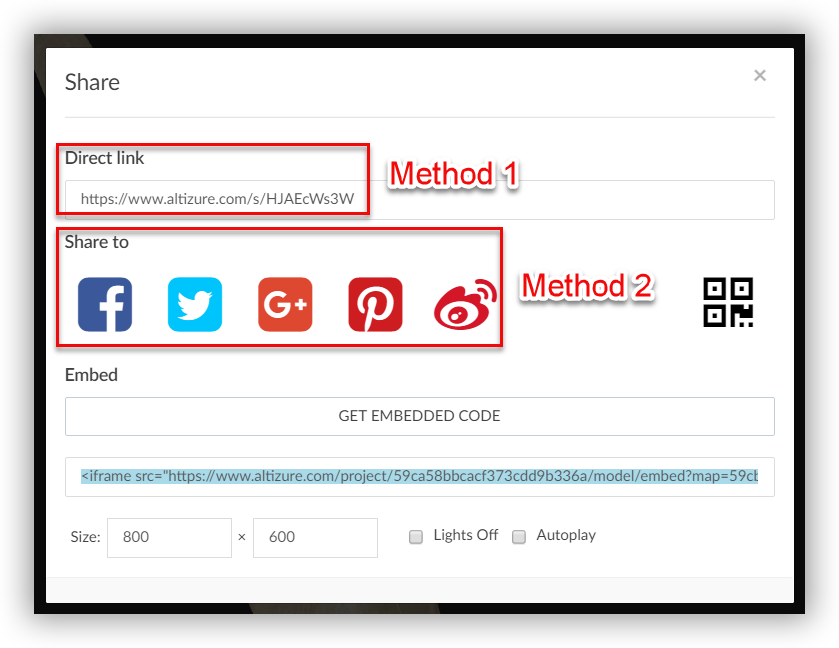 Share
×
Direct link
Method 1
https://www.altizure.com/s/HJAEcWs3W
Share to
Method 2
f
G+
Embed
GET EMBEDDED CODE
<iframe src="https://www.altizure.com/project/59ca58bbcacf373cdd9b336a/model/embed?map=59cb
Size: 800 × 600 Lights Off Autoplay